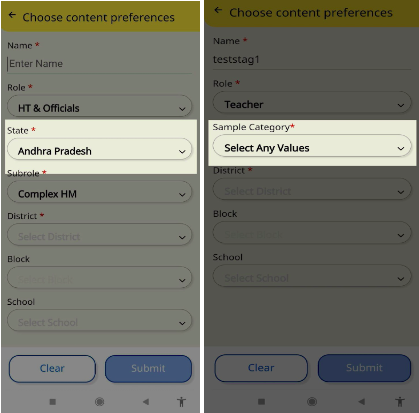 Choose content preferences
Name *
Enter Name
Role *
HT & Officials
State *
Andhra Pradesh
Subrole *
Complex HM
District *
Select District
Block
School
Select School
Clear
Submit
Choose content preferences
Name *
teststag1
Role *
Teacher
Sample Category*
Select Any Values
District *
Select District
Block
School
Select School
Clear
Submit